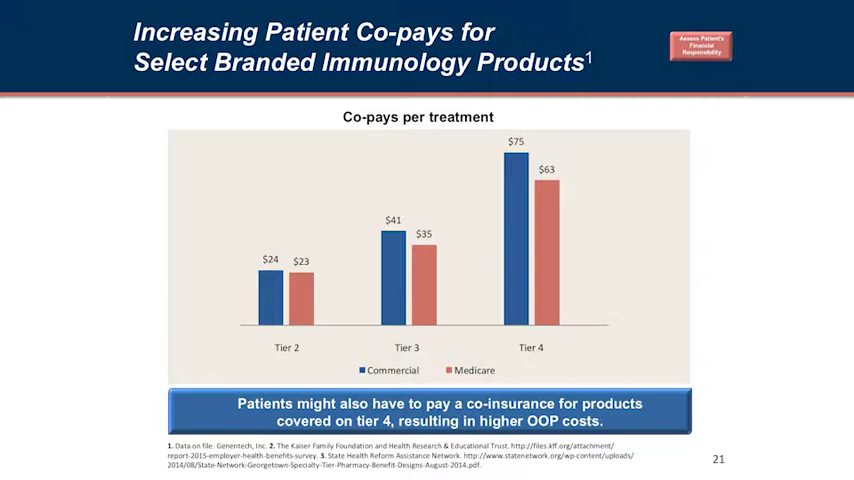 Increasing Patient Co-pays for
Select Branded Immunology Products1
Assess Patient's
Financial
Responsibility
Co-pays per treatment
$75
$63
$41
$35
$24
$23
Tier 2
Tier 3
Tier 4
Commercial
Medicare
Patients might also have to pay a co-insurance for products
covered on tier 4, resulting in higher OOP costs.
1. Data on file. Genentech, Inc. 2. The Kaiser Family Foundation and Health Research & Educational Trust. http://files.kff.org/attachment/
report-2015-employer-health-benefits-survey. 3. State Health Reform Assistance Network. http://www.statenetwork.org/wp-content/uploads/
2014/08/State-Network-Georgetown-Specialty-Tier-Pharmacy-Benefit-Designs-August-2014.pdf.
21